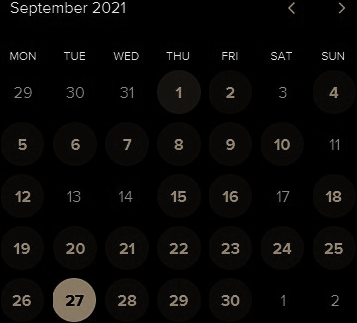 September 2021 < >
MON TUE WED THU FRI SAT SUN
29 30 31 1 2 3 4
5 6 7 8 9 10 11
12 13 14 15 16 17 18
19 20 21 22 23 24 25
26 27 28 29 30 1 2